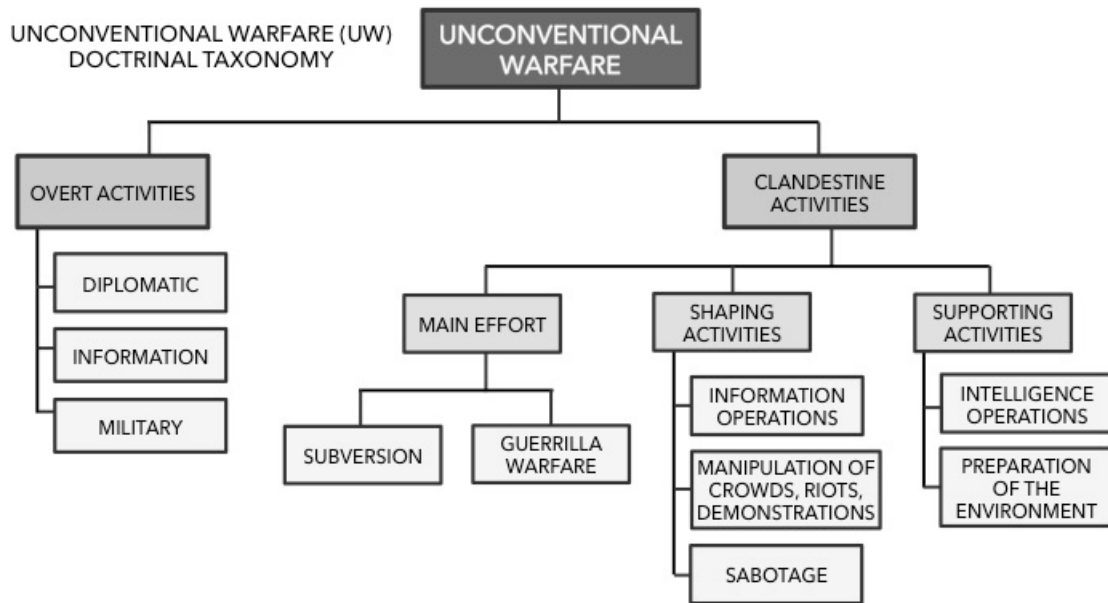 UNCONVENTIONAL WARFARE (UW)
DOCTRINAL TAXONOMY
UNCONVENTIONAL
WARFARE
OVERT ACTIVITIES
DIPLOMATIC
INFORMATION
MILITARY
CLANDESTINE
ACTIVITIES
MAIN EFFORT
SUBVERSION
GUERRILLA
WARFARE
SHAPING
ACTIVITIES
INFORMATION
OPERATIONS
MANIPULATION OF
CROWDS, RIOTS,
DEMONSTRATIONS
SABOTAGE
SUPPORTING
ACTIVITIES
INTELLIGENCE
OPERATIONS
PREPARATION
OF THE
ENVIRONMENT